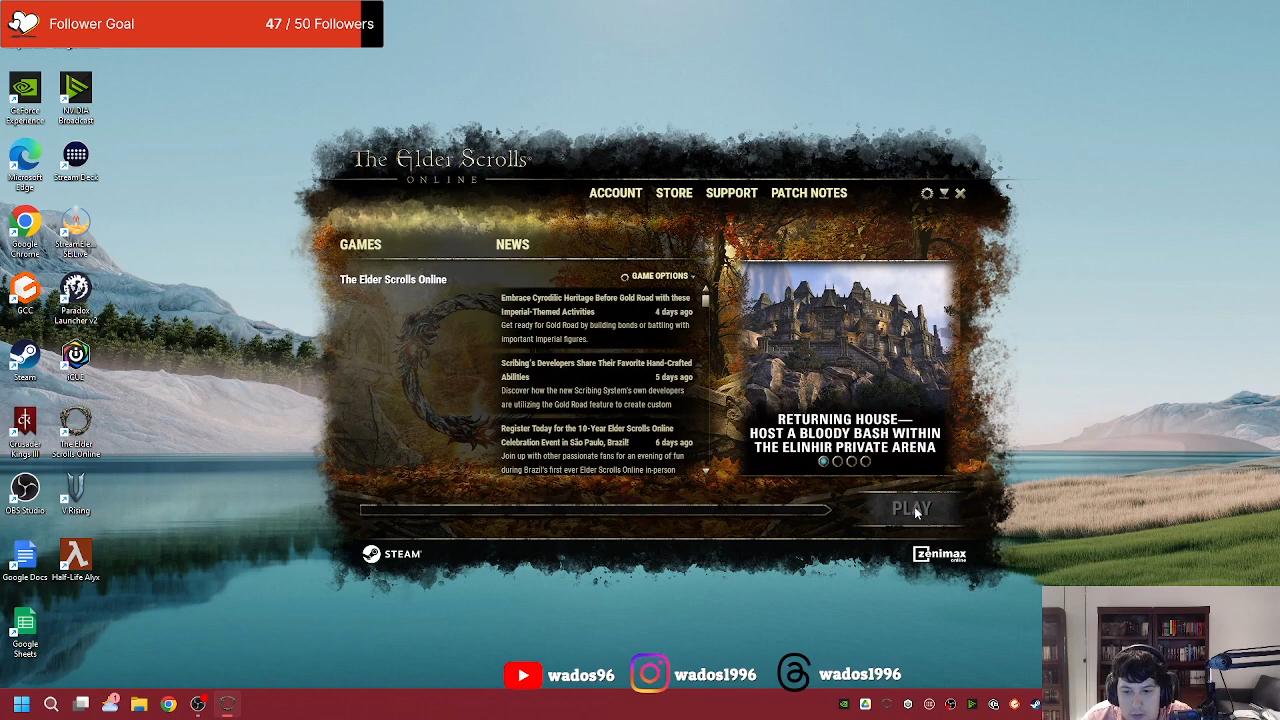 Follower Goal
47 / 50 Followers
GeForce Experience
NVIDIA Broadcast
Microsoft Edge
Stream Deck
Google Chrome
StreamEle... SE.Live
GCC
Paradox Launcher v2
Steam
iCUE
Crusader Kings III
The Elder Scrolls Online
OBS Studio
V Rising
Google Docs
Half-Life Alyx
Google Sheets
The Elder Scrolls
ONLINE
ACCOUNT
STORE
SUPPORT
PATCH NOTES
GAMES
NEWS
The Elder Scrolls Online
GAME OPTIONS
Embrace Cyrodilic Heritage Before Gold Road with these
Imperial-Themed Activities
4 days ago
Get ready for Gold Road by building bonds or battling with
important Imperial figures.
Scribing's Developers Share Their Favorite Hand-Crafted
Abilities
5 days ago
Discover how the new Scribing System's own developers
are utilizing the Gold Road feature to create custom
Register Today for the 10-Year Elder Scrolls Online
Celebration Event in São Paulo, Brazil!
6 days ago
Join up with other passionate fans for an evening of fun
during Brazil's first ever Elder Scrolls Online in-person
RETURNING HOUSE—
HOST A BLOODY BASH WITHIN
THE ELINHIR PRIVATE ARENA
PLAY
STEAM
zenimax
online
wados96
wados1996
wados1996
1